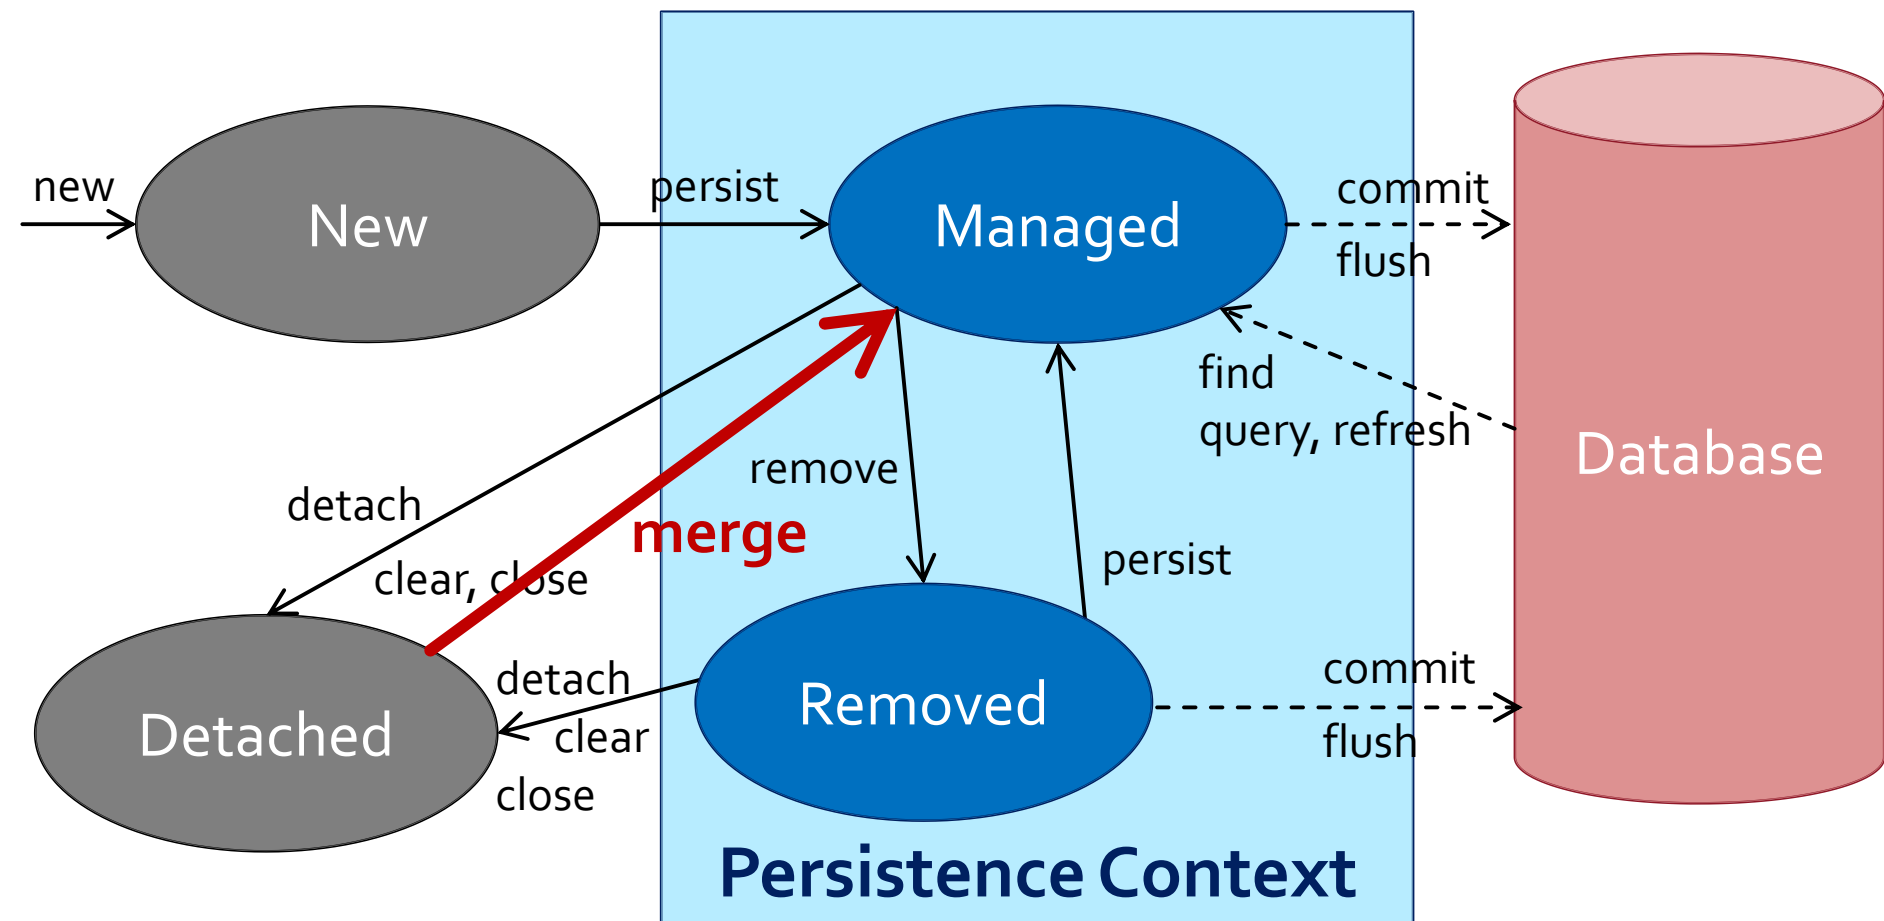 new
New
persist
Managed
commit
flush
find
query, refresh
Database
remove
detach
merge
clear, close
persist
detach
clear
close
Detached
Removed
commit
flush
Persistence Context